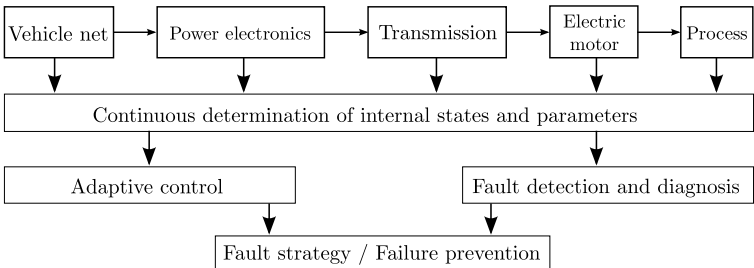 Vehicle net
Power electronics
Transmission
Electric
motor
Process
Continuous determination of internal states and parameters
Adaptive control
Fault detection and diagnosis
Fault strategy / Failure prevention